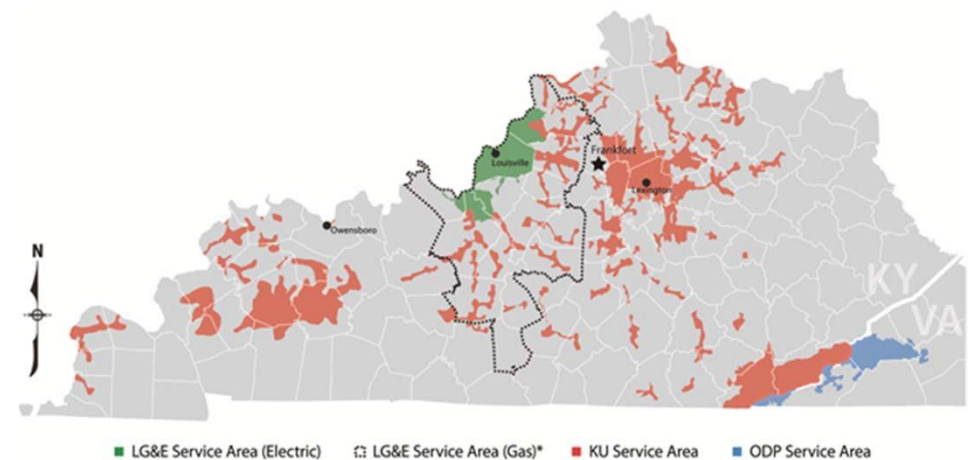 Frankfort
Louisville
Lexington
Owensboro
N
KY
VA
LG&E Service Area (Electric)
LG&E Service Area (Gas)*
KU Service Area
ODP Service Area